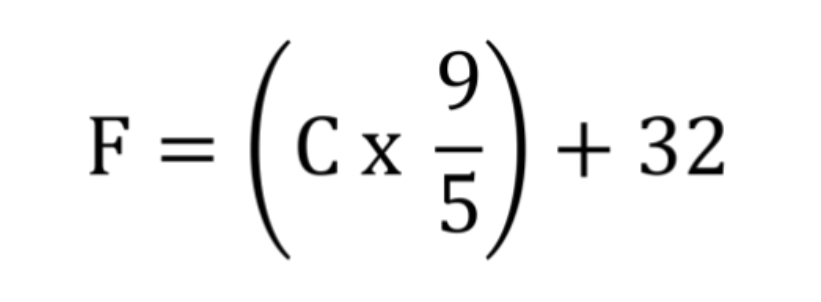 F = (C x 9/5) + 32